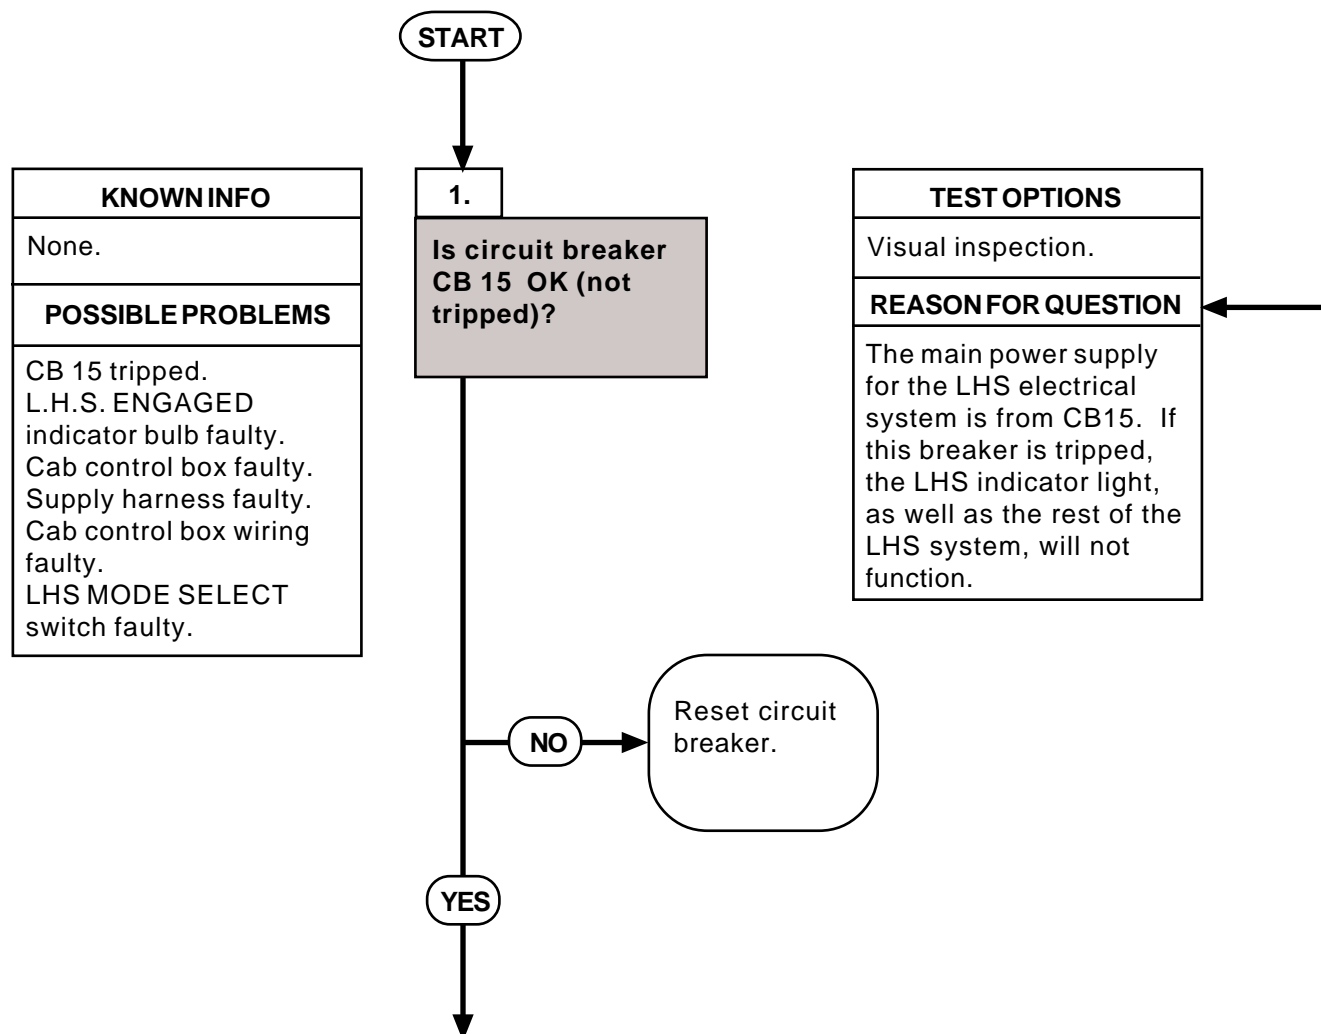 START
KNOWN INFO
None.
POSSIBLE PROBLEMS
CB 15 tripped.
L.H.S. ENGAGED
indicator bulb faulty.
Cab control box faulty.
Supply harness faulty.
Cab control box wiring
faulty.
LHS MODE SELECT
switch faulty.
1.
Is circuit breaker
CB 15 OK (not
tripped)?
TEST OPTIONS
Visual inspection.
REASON FOR QUESTION
The main power supply
for the LHS electrical
system is from CB15. If
this breaker is tripped,
the LHS indicator light,
as well as the rest of the
LHS system, will not
function.
NO
Reset circuit
breaker.
YES